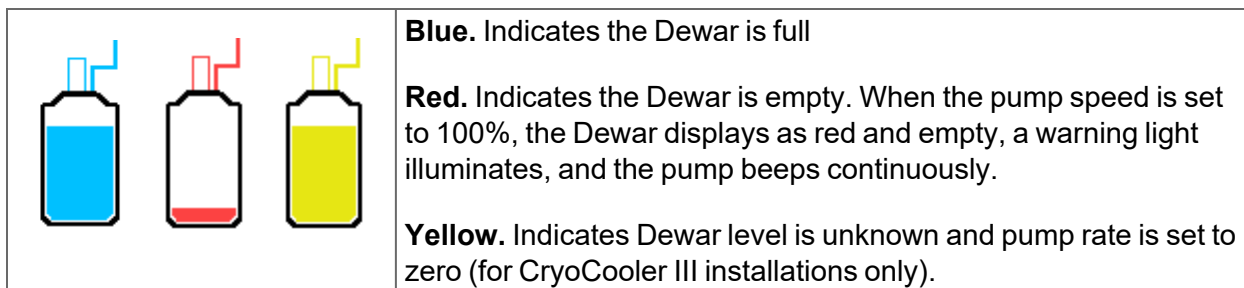 Blue. Indicates the Dewar is full
Red. Indicates the Dewar is empty. When the pump speed is set
to 100%, the Dewar displays as red and empty, a warning light
illuminates, and the pump beeps continuously.
Yellow. Indicates Dewar level is unknown and pump rate is set to
zero (for CryoCooler III installations only).